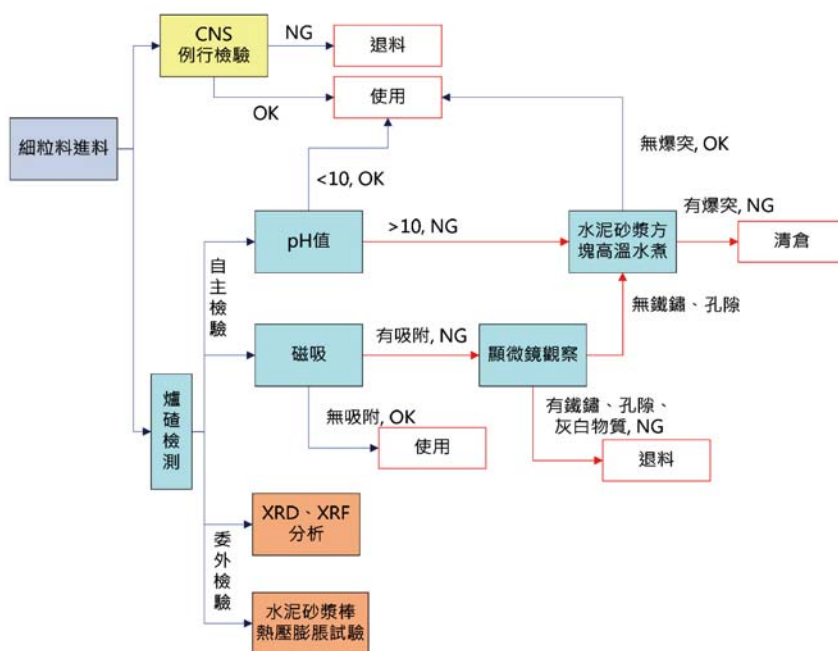 CNS
例行檢驗
NG
退料
OK
使用
細粒料進料
無爆突, OK
<10, OK
pH值
>10, NG
水泥砂漿方
塊高溫水煮
有爆突, NG
清倉
自主檢驗
無鐵鏽、孔隙
磁吸
有吸附, NG
顯微鏡觀察
爐碴檢測
無吸附, OK
使用
有鐵鏽、孔隙、
灰白物質, NG
退料
XRD、XRF
分析
委外檢驗
水泥砂漿棒
熱壓膨脹試驗